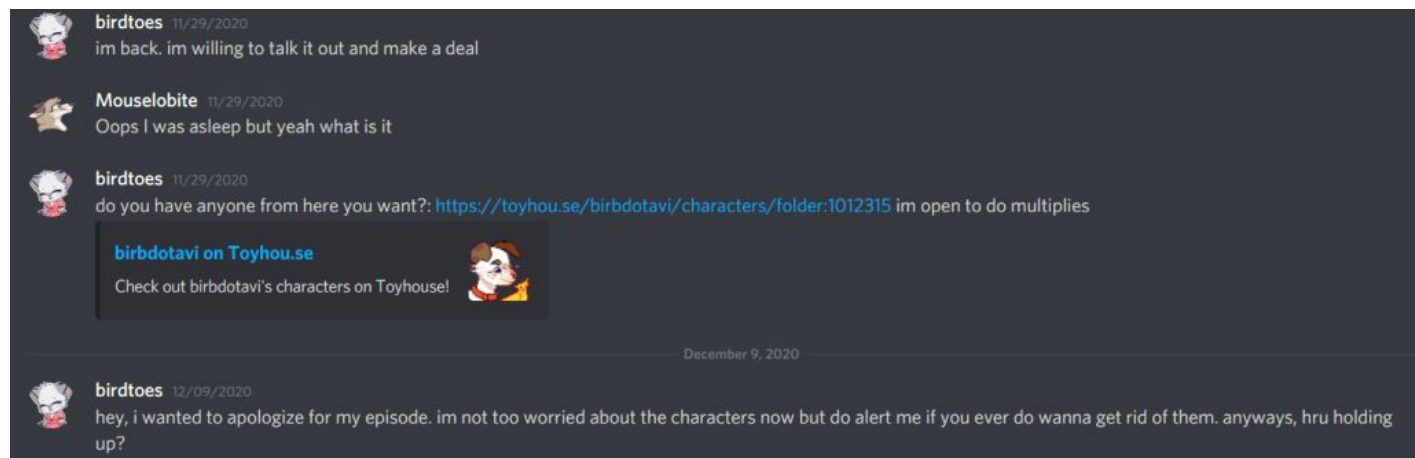 birdtoes 11/29/2020
im back. im willing to talk it out and make a deal
Mouselobite 11/29/2020
Oops I was asleep but yeah what is it
birdtoes 11/29/2020
do you have anyone from here you want?: https://toyhou.se/birbdotavi/characters/folder:1012315 im open to do multiplies
birbdotavi on Toyhou.se
Check out birbdotavi's characters on Toyhouse!
December 9, 2020
birdtoes 12/09/2020
hey, i wanted to apologize for my episode. im not too worried about the characters now but do alert me if you ever do wanna get rid of them. anyways, hru holding
up?